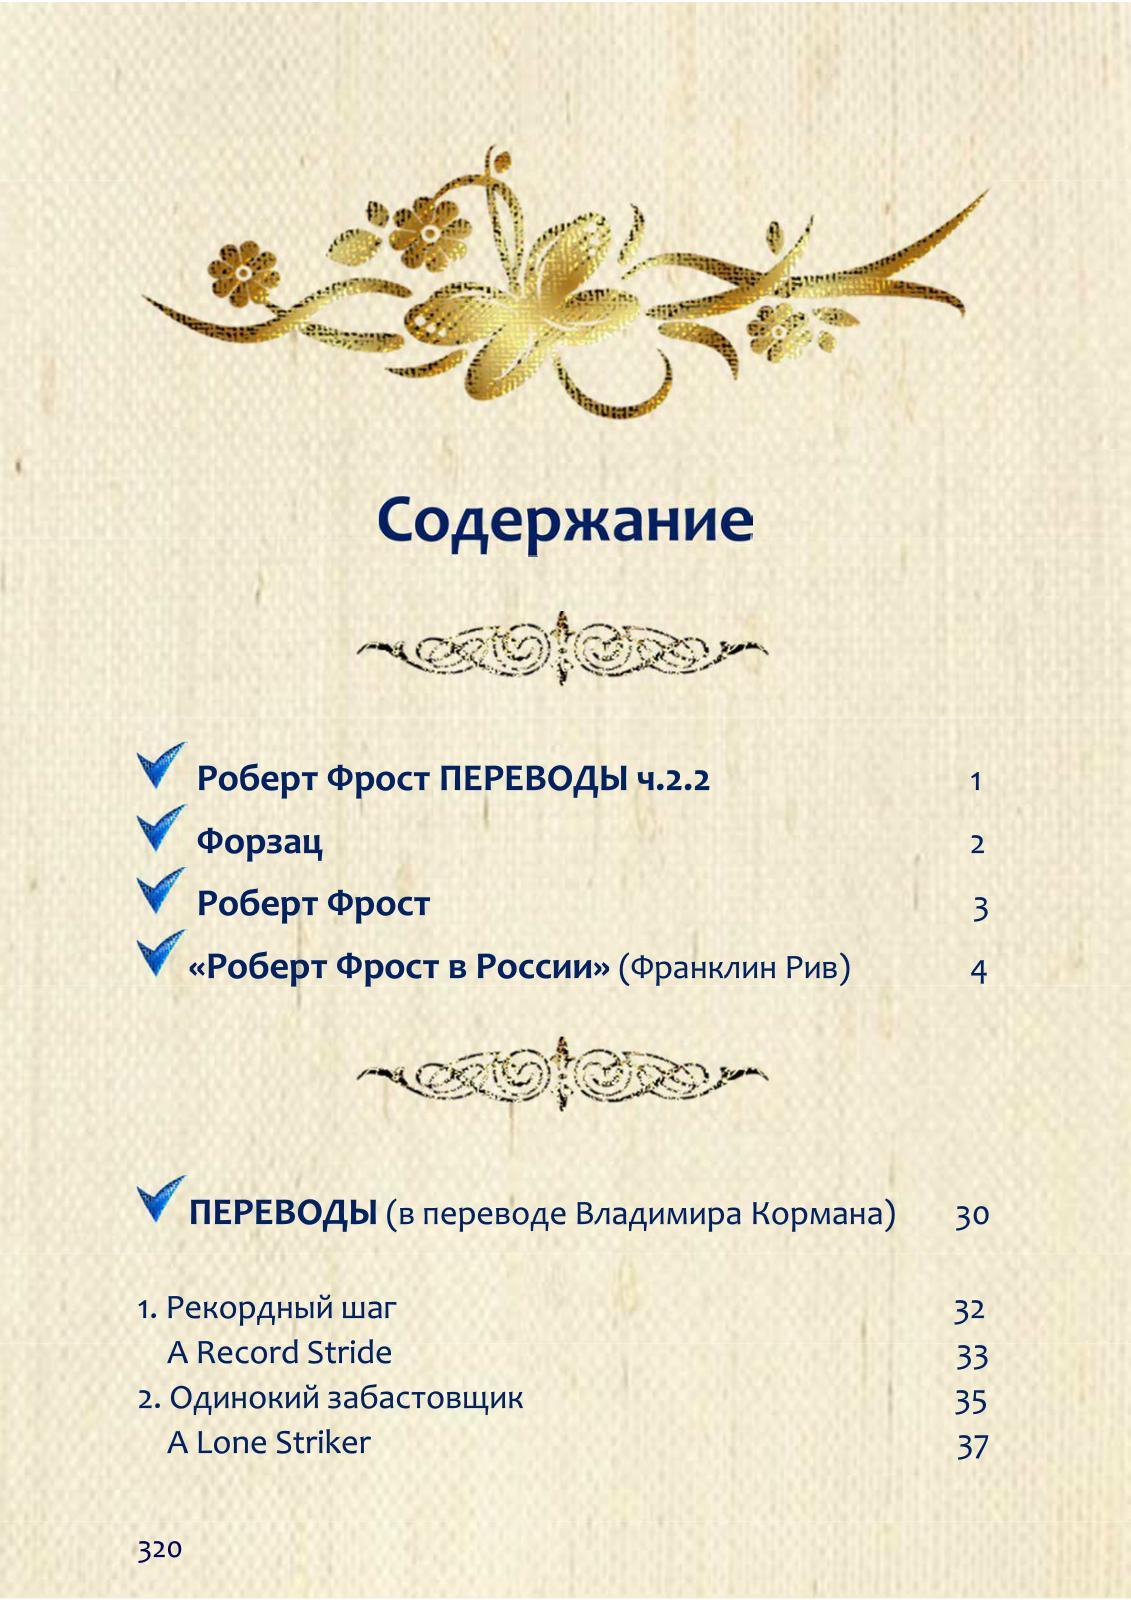 Содержание
Роберт Фрост ПЕРЕВОДЫ ч.2.2 1
Форзац 2
Роберт Фрост 3
«Роберт Фрост в России» (Франклин Рив) 4
ПЕРЕВОДЫ (в переводе Владимира Кормана) 30
1. Рекордный шаг 32
A Record Stride 33
2. Одинокий забастовщик 35
A Lone Striker 37
320